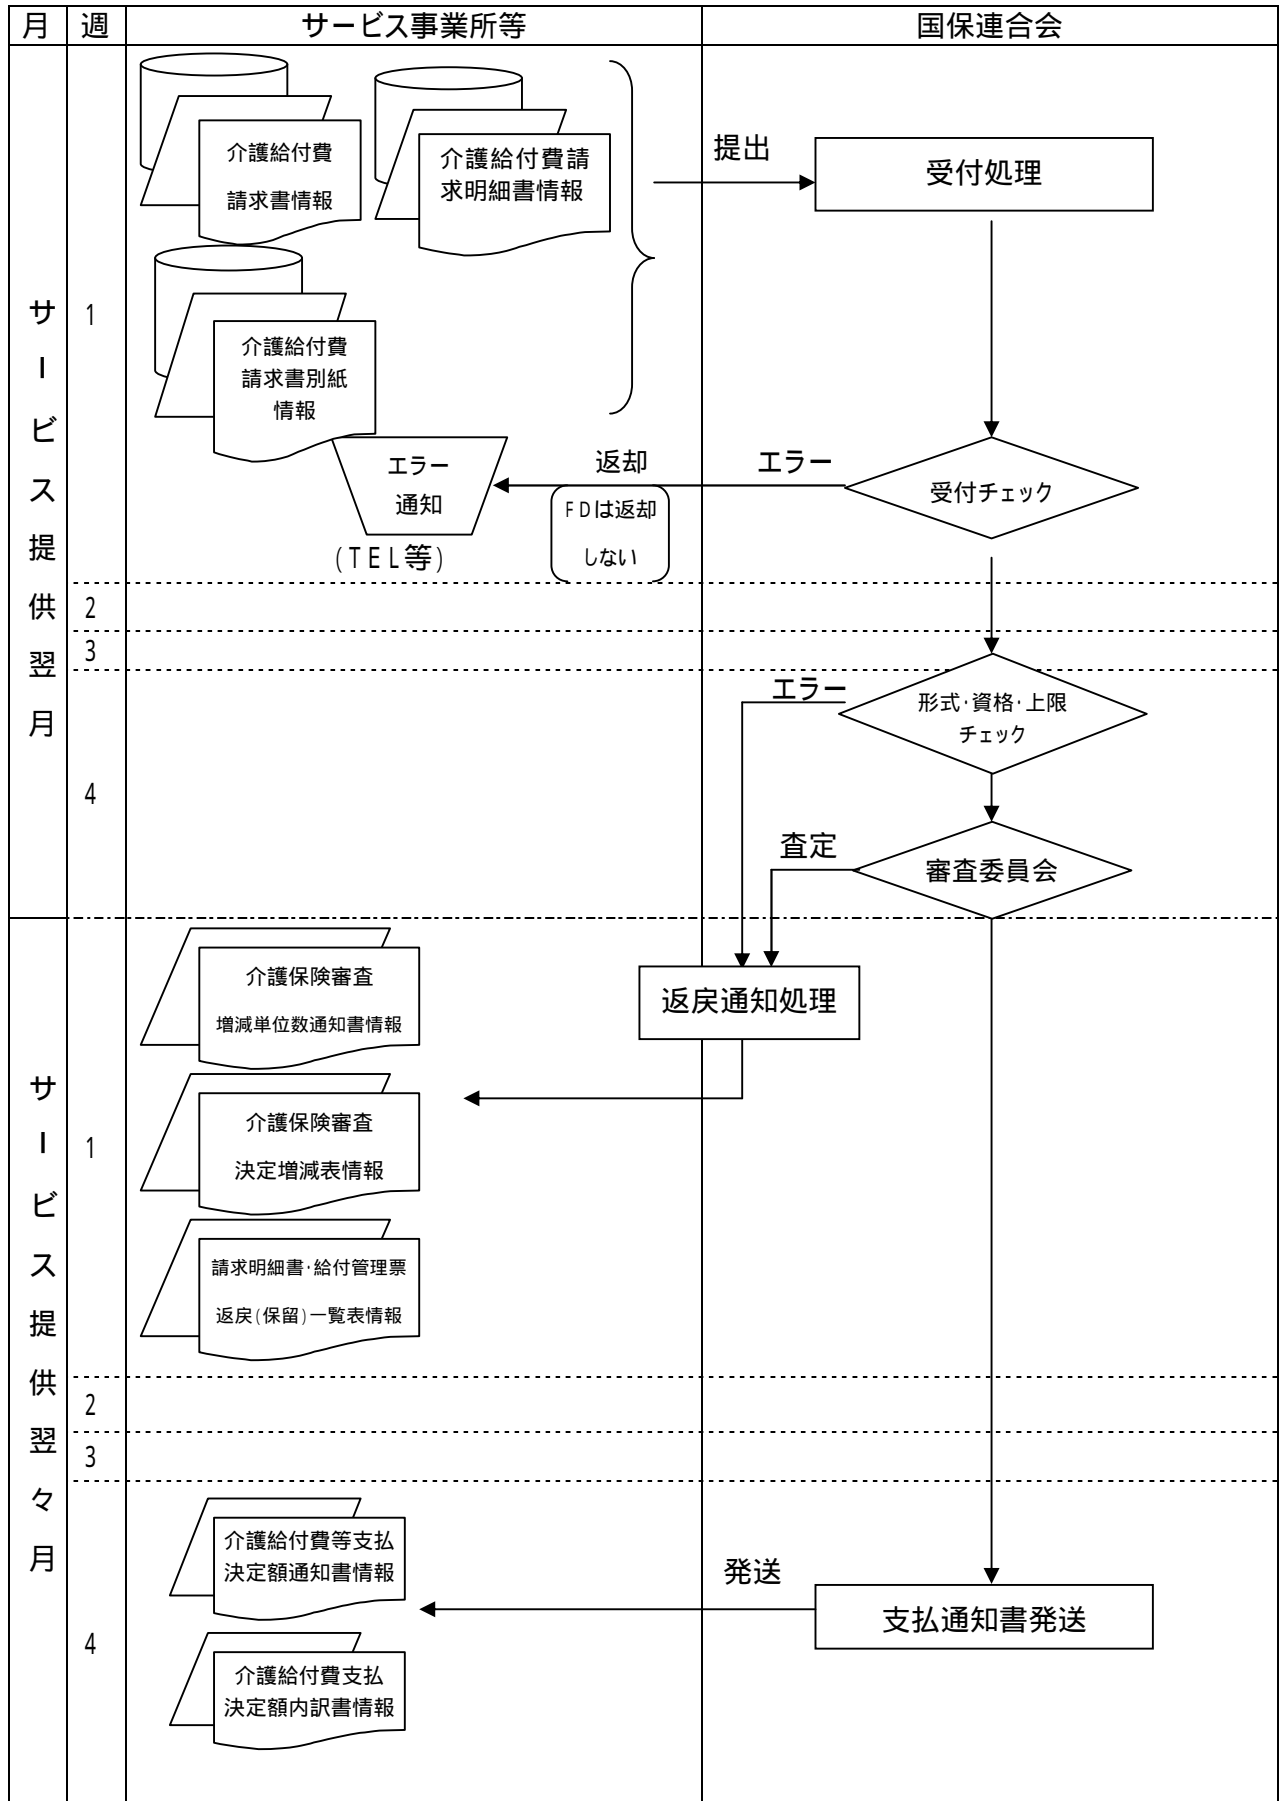 月 週 サービス事業所等 国保連合会
サービス提供翌月
1
介護給付費
請求書情報
介護給付費請
求明細書情報
提出
受付処理
介護給付費
請求書別紙
情報
エラー
通知
(TEL等)
返却
エラー
FDは返却
しない
受付チェック
2
3
4
エラー
形式・資格・上限
チェック
査定
審査委員会
サービス提供翌々月
1
介護保険審査
増減単位数通知書情報
返戻通知処理
介護保険審査
決定増減表情報
請求明細書・給付管理票
返戻(保留)一覧表情報
2
3
4
介護給付費等支払
決定額通知書情報
発送
支払通知書発送
介護給付費支払
決定額内訳書情報